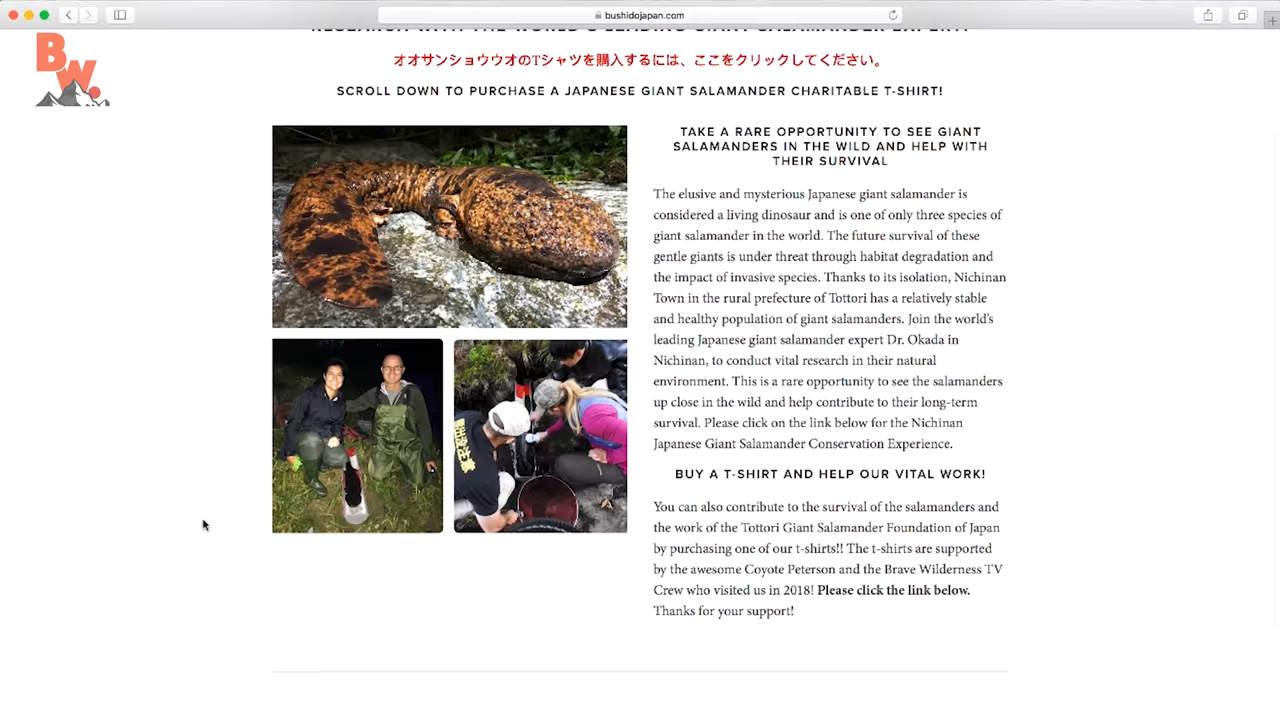 bushidojapan.com
RESEARCH WITH THE WORLD'S LEADING GIANT SALAMANDER EXPERT!
BW.
オオサンショウウオのTシャツを購入するには、ここをクリックしてください。
SCROLL DOWN TO PURCHASE A JAPANESE GIANT SALAMANDER CHARITABLE T-SHIRT!
TAKE A RARE OPPORTUNITY TO SEE GIANT
SALAMANDERS IN THE WILD AND HELP WITH
THEIR SURVIVAL
The elusive and mysterious Japanese giant salamander is
considered a living dinosaur and is one of only three species of
giant salamander in the world. The future survival of these
gentle giants is under threat through habitat degradation and
the impact of invasive species. Thanks to its isolation, Nichinan
Town in the rural prefecture of Tottori has a relatively stable
and healthy population of giant salamanders. Join the world's
leading Japanese giant salamander expert Dr. Okada in
Nichinan, to conduct vital research in their natural
environment. This is a rare opportunity to see the salamanders
up close in the wild and help contribute to their long-term
survival. Please click on the link below for the Nichinan
Japanese Giant Salamander Conservation Experience.
BUY A T-SHIRT AND HELP OUR VITAL WORK!
You can also contribute to the survival of the salamanders and
the work of the Tottori Giant Salamander Foundation of Japan
by purchasing one of our t-shirts!! The t-shirts are supported
by the awesome Coyote Peterson and the Brave Wilderness TV
Crew who visited us in 2018! Please click the link below.
Thanks for your support!